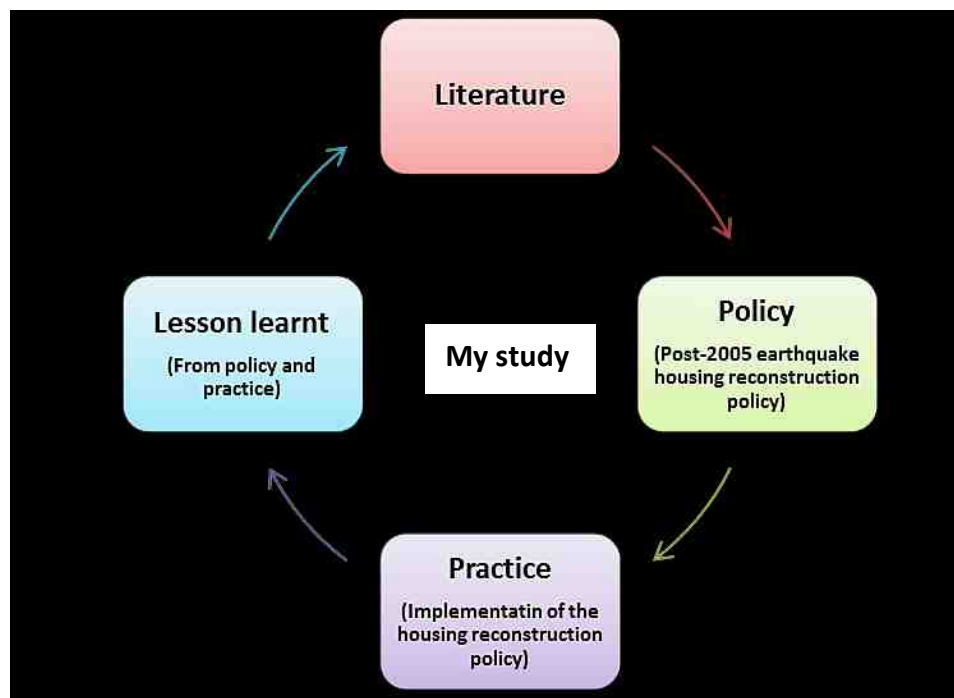 Literature
Policy
(Post-2005 earthquake
housing reconstruction
policy)
Practice
(Implementatin of the
housing reconstruction
policy)
Lesson learnt
(From policy and
practice)
My study